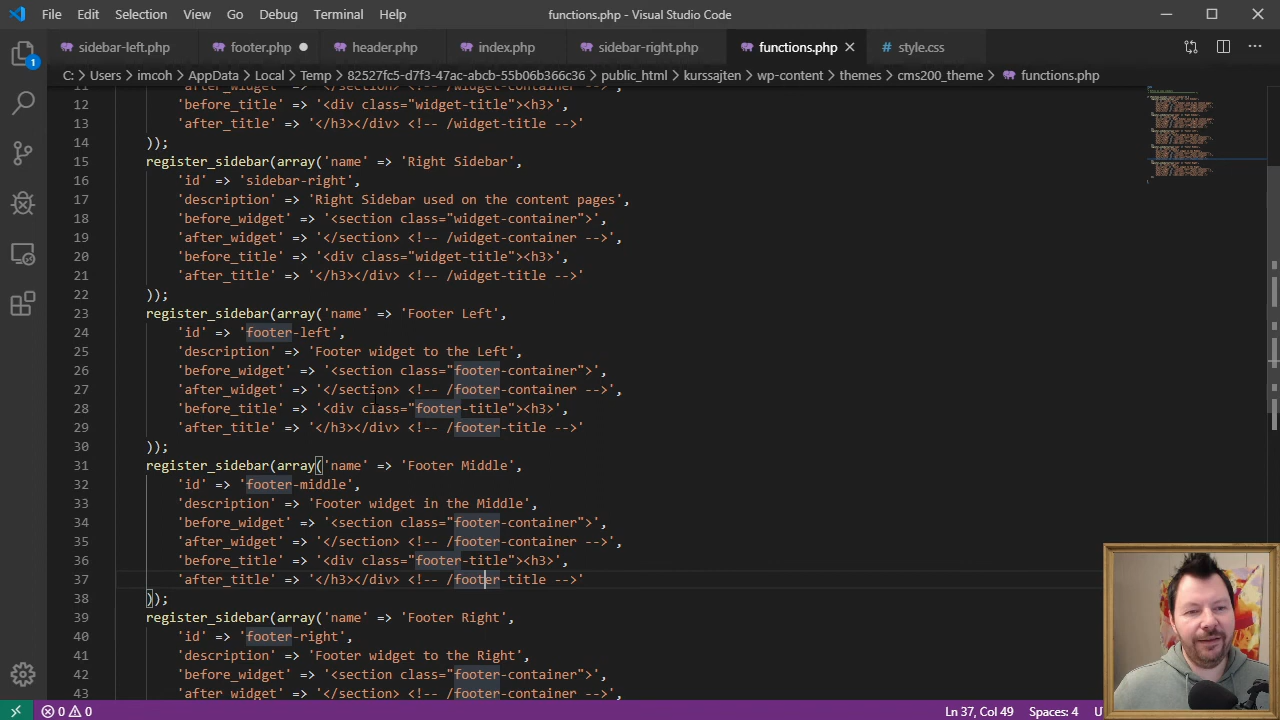 File Edit Selection View Go Debug Terminal Help functions.php - Visual Studio Code
sidebar-left.php footer.php header.php index.php sidebar-right.php functions.php style.css
C: > Users > imcoh > AppData > Local > Temp > 82527fc5-d7f3-47ac-abcb-55b06b366c36 > public_html > kurssajten > wp-content > themes > cms200_theme > functions.php
1
'after_widget' => '</section> <!-- /widget-container -->',
12 'before_title' => '<div class="widget-title"><h3>',
13 'after_title' => '</h3></div> <!-- /widget-title -->'
14 ));
15 register_sidebar(array('name' => 'Right Sidebar',
16 'id' => 'sidebar-right',
17 'description' => 'Right Sidebar used on the content pages',
18 'before_widget' => '<section class="widget-container">',
19 'after_widget' => '</section> <!-- /widget-container -->',
20 'before_title' => '<div class="widget-title"><h3>',
21 'after_title' => '</h3></div> <!-- /widget-title -->'
22 ));
23 register_sidebar(array('name' => 'Footer Left',
24 'id' => 'footer-left',
25 'description' => 'Footer widget to the Left',
26 'before_widget' => '<section class="footer-container">',
27 'after_widget' => '</section> <!-- /footer-container -->',
28 'before_title' => '<div class="footer-title"><h3>',
29 'after_title' => '</h3></div> <!-- /footer-title -->'
30 ));
31 register_sidebar(array('name' => 'Footer Middle',
32 'id' => 'footer-middle',
33 'description' => 'Footer widget in the Middle',
34 'before_widget' => '<section class="footer-container">',
35 'after_widget' => '</section> <!-- /footer-container -->',
36 'before_title' => '<div class="footer-title"><h3>',
37 'after_title' => '</h3></div> <!-- /footer-title -->'
38 ));
39 register_sidebar(array('name' => 'Footer Right',
40 'id' => 'footer-right',
41 'description' => 'Footer widget to the Right',
42 'before_widget' => '<section class="footer-container">',
43 'after_widget' => '</section> <!-- /footer-container -->',
0 0 Ln 37, Col 49 Spaces: 4